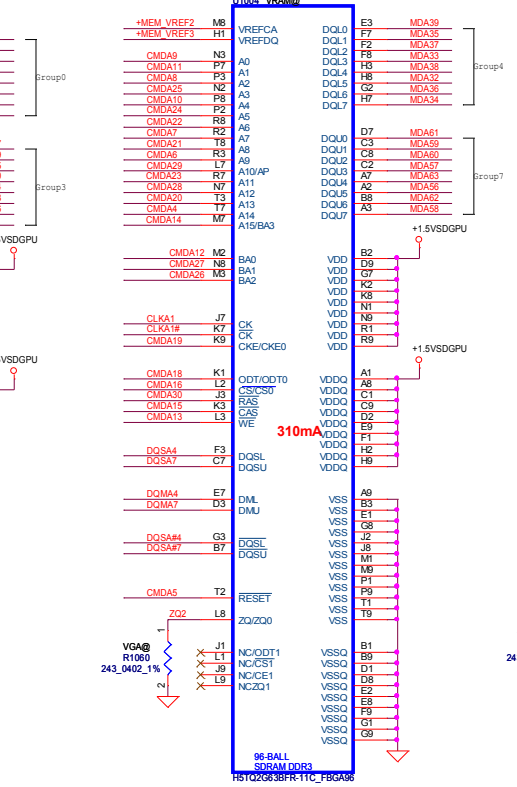 U1004 VRAM@
+MEM_VREF2 M8 VREFCA DQL0 E3 MDA39
+MEM_VREF3 H1 VREFDQ DQL1 F7 MDA35
DQL2 F2 MDA37
CMDA9 N3 A0 DQL3 F8 MDA33
CMDA11 P7 A1 DQL4 H3 MDA38
CMDA8 P3 A2 DQL5 H8 MDA32
CMDA25 N2 A3 DQL6 G2 MDA36
CMDA10 P8 A4 DQL7 H7 MDA34
CMDA24 P2 A5
CMDA22 R8 A6
CMDA7 R2 A7 DQU0 D7 MDA61
CMDA21 T8 A8 DQU1 C3 MDA59
CMDA6 R3 A9 DQU2 C8 MDA60
CMDA29 L7 A10/AP DQU3 C2 MDA57
CMDA23 R7 A11 DQU4 A7 MDA63
CMDA28 N7 A12 DQU5 A2 MDA56
CMDA20 T3 A13 DQU6 B8 MDA62
CMDA4 T7 A14 DQU7 A3 MDA58
CMDA14 M7 A15/BA3
Group0
Group4
Group3
Group7
VSDGPU
+1.5VSDGPU
CMDA12 M2 BA0 VDD B2
CMDA27 N8 BA1 VDD D9
CMDA26 M3 BA2 VDD G7
VDD K2
VDD K8
VDD N1
CLKA1 J7 CK VDD N9
CLKA1# K7 CK VDD R1
CMDA19 K9 CKE/CKE0 VDD R9
VSDGPU
+1.5VSDGPU
CMDA18 K1 ODT/ODT0 VDDQ A1
CMDA16 L2 CS/CS0 VDDQ A8
CMDA30 J3 RAS VDDQ C1
CMDA15 K3 CAS VDDQ C9
CMDA13 L3 WE VDDQ D2
310mA
VDDQ E9
VDDQ F1
DQSA4 F3 DQSL VDDQ H2
DQSA7 C7 DQSU VDDQ H9
DQMA4 E7 DML VSS A9
DQMA7 D3 DMU VSS B3
VSS E1
VSS G8
DQSA#4 G3 DQSL VSS J2
DQSA#7 B7 DQSU VSS J8
VSS M1
VSS M9
VSS P1
CMDA5 T2 RESET VSS P9
VSS T1
ZQ2 L8 ZQ/ZQ0 VSS T9
1
VGA@
R1060
243_0402_1%
2
J1 NC/ODT1 VSSQ B1
L1 NC/CS1 VSSQ B9
J9 NC/CE1 VSSQ D1
L9 NCZQ1 VSSQ D8
VSSQ E2
VSSQ E8
VSSQ F9
VSSQ G1
VSSQ G9
24
96-BALL
SDRAM DDR3
H5TQ2G63BFR-11C_FBGA96